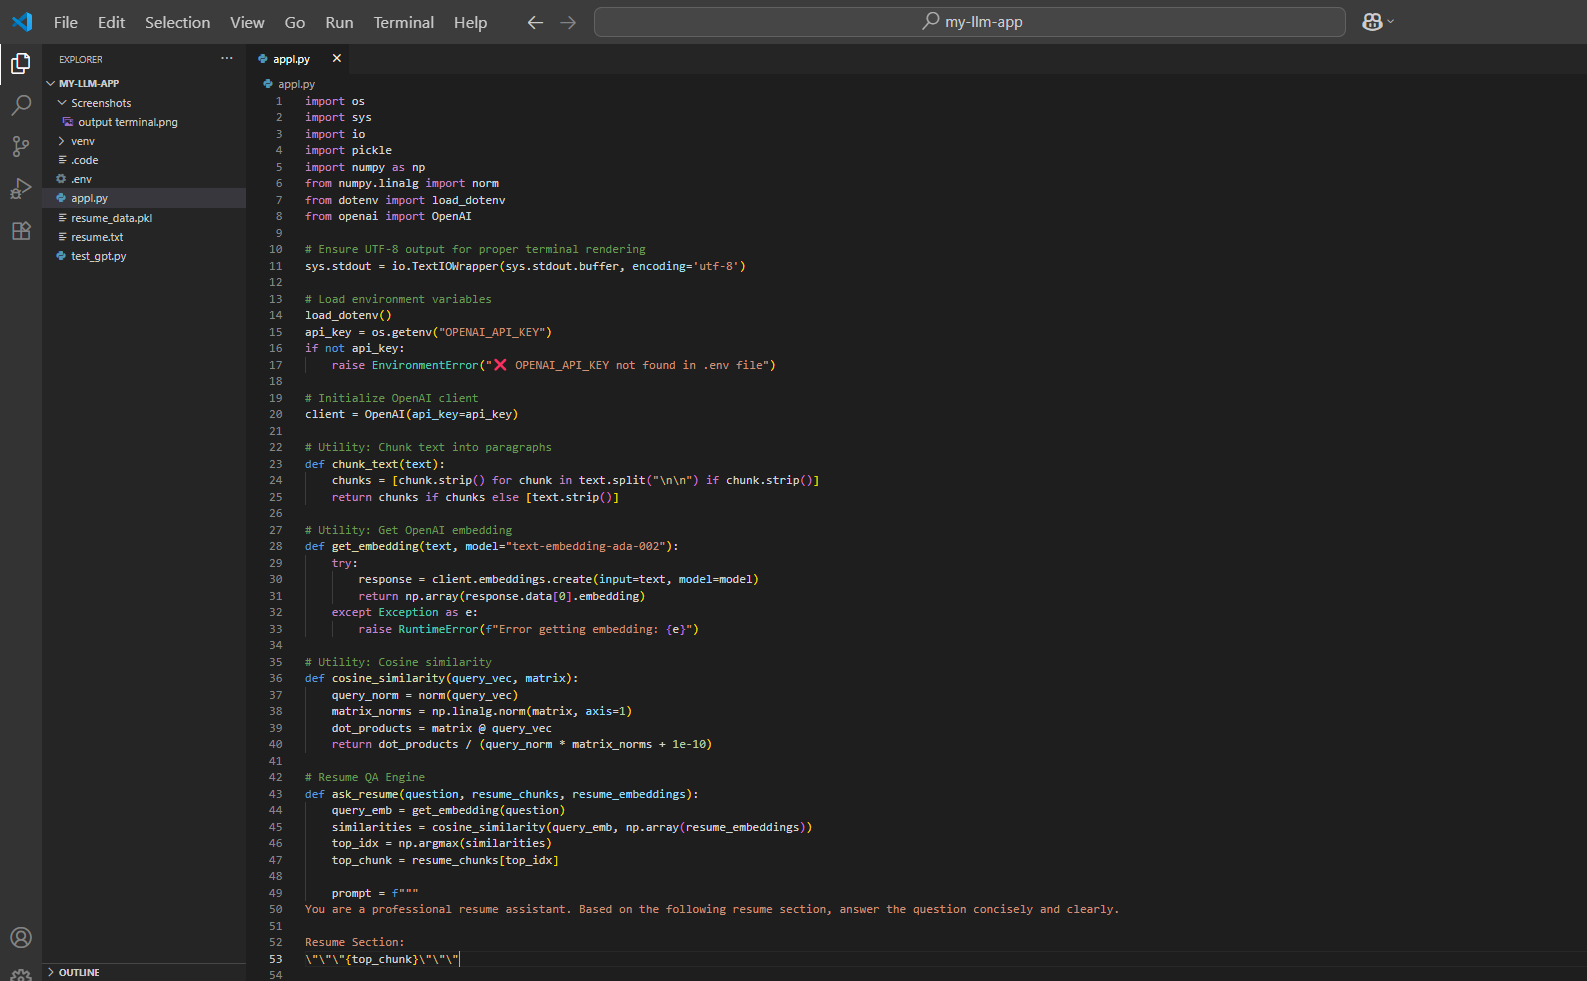 File Edit Selection View Go Run Terminal Help my-llm-app
EXPLORER
MY-LLM-APP
Screenshots
output terminal.png
venv
.code
.env
appl.py
resume_data.pkl
resume.txt
test_gpt.py
OUTLINE
appl.py
appl.py
1 import os
2 import sys
3 import io
4 import pickle
5 import numpy as np
6 from numpy.linalg import norm
7 from dotenv import load_dotenv
8 from openai import OpenAI
9
10 # Ensure UTF-8 output for proper terminal rendering
11 sys.stdout = io.TextIOWrapper(sys.stdout.buffer, encoding='utf-8')
12
13 # Load environment variables
14 load_dotenv()
15 api_key = os.getenv("OPENAI_API_KEY")
16 if not api_key:
17     raise EnvironmentError("❌ OPENAI_API_KEY not found in .env file")
18
19 # Initialize OpenAI client
20 client = OpenAI(api_key=api_key)
21
22 # Utility: Chunk text into paragraphs
23 def chunk_text(text):
24     chunks = [chunk.strip() for chunk in text.split("\n\n") if chunk.strip()]
25     return chunks if chunks else [text.strip()]
26
27 # Utility: Get OpenAI embedding
28 def get_embedding(text, model="text-embedding-ada-002"):
29     try:
30         response = client.embeddings.create(input=text, model=model)
31         return np.array(response.data[0].embedding)
32     except Exception as e:
33         raise RuntimeError(f"Error getting embedding: {e}")
34
35 # Utility: Cosine similarity
36 def cosine_similarity(query_vec, matrix):
37     query_norm = norm(query_vec)
38     matrix_norms = np.linalg.norm(matrix, axis=1)
39     dot_products = matrix @ query_vec
40     return dot_products / (query_norm * matrix_norms + 1e-10)
41
42 # Resume QA Engine
43 def ask_resume(question, resume_chunks, resume_embeddings):
44     query_emb = get_embedding(question)
45     similarities = cosine_similarity(query_emb, np.array(resume_embeddings))
46     top_idx = np.argmax(similarities)
47     top_chunk = resume_chunks[top_idx]
48
49     prompt = f"""
50 You are a professional resume assistant. Based on the following resume section, answer the question concisely and clearly.
51
52 Resume Section:
53 \"\"\"{top_chunk}\"\"\"
54